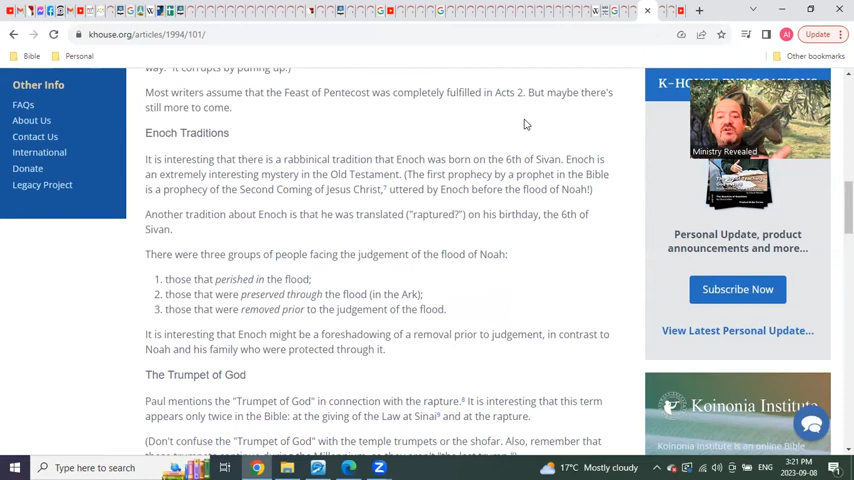 khouse.org/articles/1994/101/
Update
Bible
Personal
Other bookmarks
Other Info
FAQs
About Us
Contact Us
International
Donate
Legacy Project
way: "It corrupts by puffing up.)
Most writers assume that the Feast of Pentecost was completely fulfilled in Acts 2. But maybe there's
still more to come.
Enoch Traditions
It is interesting that there is a rabbinical tradition that Enoch was born on the 6th of Sivan. Enoch is
an extremely interesting mystery in the Old Testament. (The first prophecy by a prophet in the Bible
is a prophecy of the Second Coming of Jesus Christ,7 uttered by Enoch before the flood of Noah!)
Another tradition about Enoch is that he was translated ("raptured?") on his birthday, the 6th of
Sivan.
There were three groups of people facing the judgement of the flood of Noah:
1. those that perished in the flood;
2. those that were preserved through the flood (in the Ark);
3. those that were removed prior to the judgement of the flood.
It is interesting that Enoch might be a foreshadowing of a removal prior to judgement, in contrast to
Noah and his family who were protected through it.
The Trumpet of God
Paul mentions the "Trumpet of God" in connection with the rapture.8 It is interesting that this term
appears only twice in the Bible: at the giving of the Law at Sinai9 and at the rapture.
(Don't confuse the "Trumpet of God" with the temple trumpets or the shofar. Also, remember that
Ministry Revealed
Personal Update, product
announcements and more...
Subscribe Now
View Latest Personal Update...
Koinonia Institute
Koinonia Institute is an online Bible
Type here to search
17°C Mostly cloudy
ENG
3:21 PM
2023-09-08